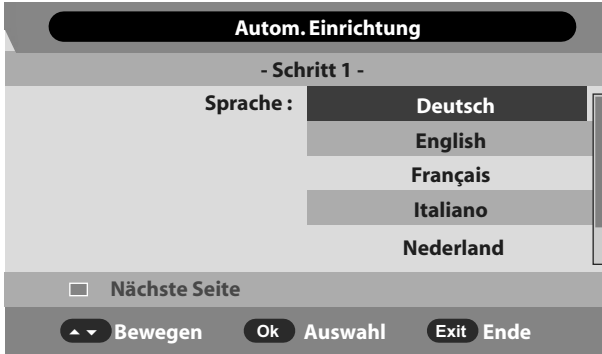 Autom. Einrichtung
- Schritt 1 -
Sprache : Deutsch
English
Français
Italiano
Nederland
Nächste Seite
Bewegen Ok Auswahl Exit Ende